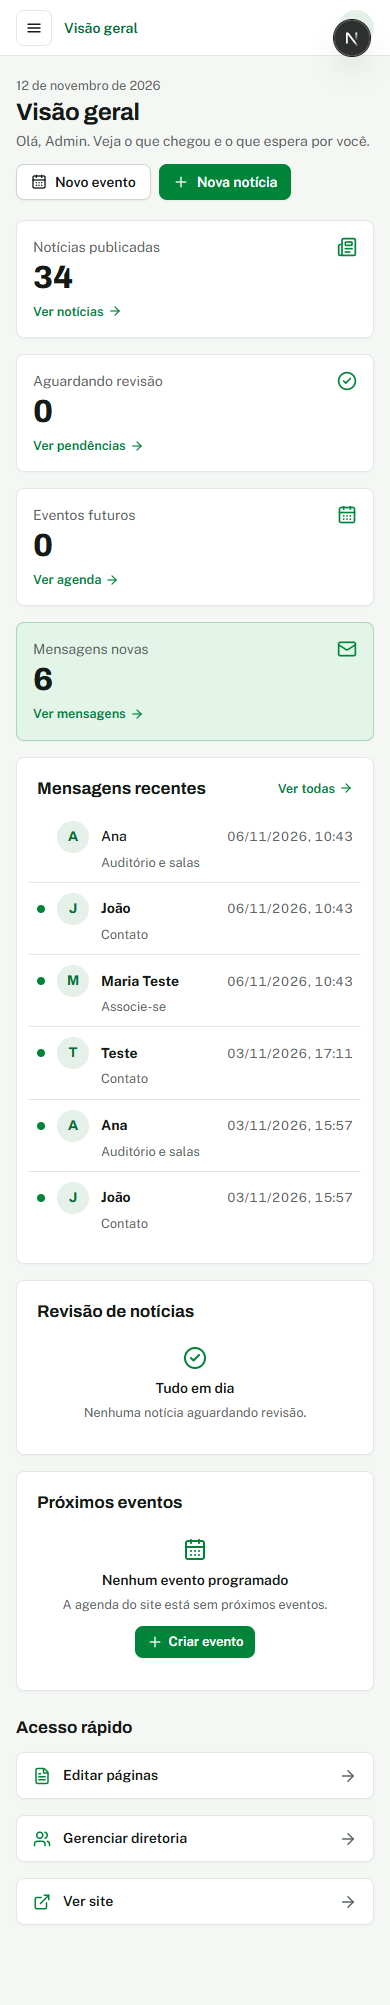 Visão geral
N
12 de novembro de 2026
Visão geral
Olá, Admin. Veja o que chegou e o que espera por você.
Novo evento
Nova notícia
Notícias publicadas
34
Ver notícias
Aguardando revisão
0
Ver pendências
Eventos futuros
0
Ver agenda
Mensagens novas
6
Ver mensagens
Mensagens recentes Ver todas
A Ana 06/11/2026, 10:43
Auditório e salas
J João 06/11/2026, 10:43
Contato
M Maria Teste 06/11/2026, 10:43
Associe-se
T Teste 03/11/2026, 17:11
Contato
A Ana 03/11/2026, 15:57
Auditório e salas
J João 03/11/2026, 15:57
Contato
Revisão de notícias
Tudo em dia
Nenhuma notícia aguardando revisão.
Próximos eventos
Nenhum evento programado
A agenda do site está sem próximos eventos.
Criar evento
Acesso rápido
Editar páginas
Gerenciar diretoria
Ver site